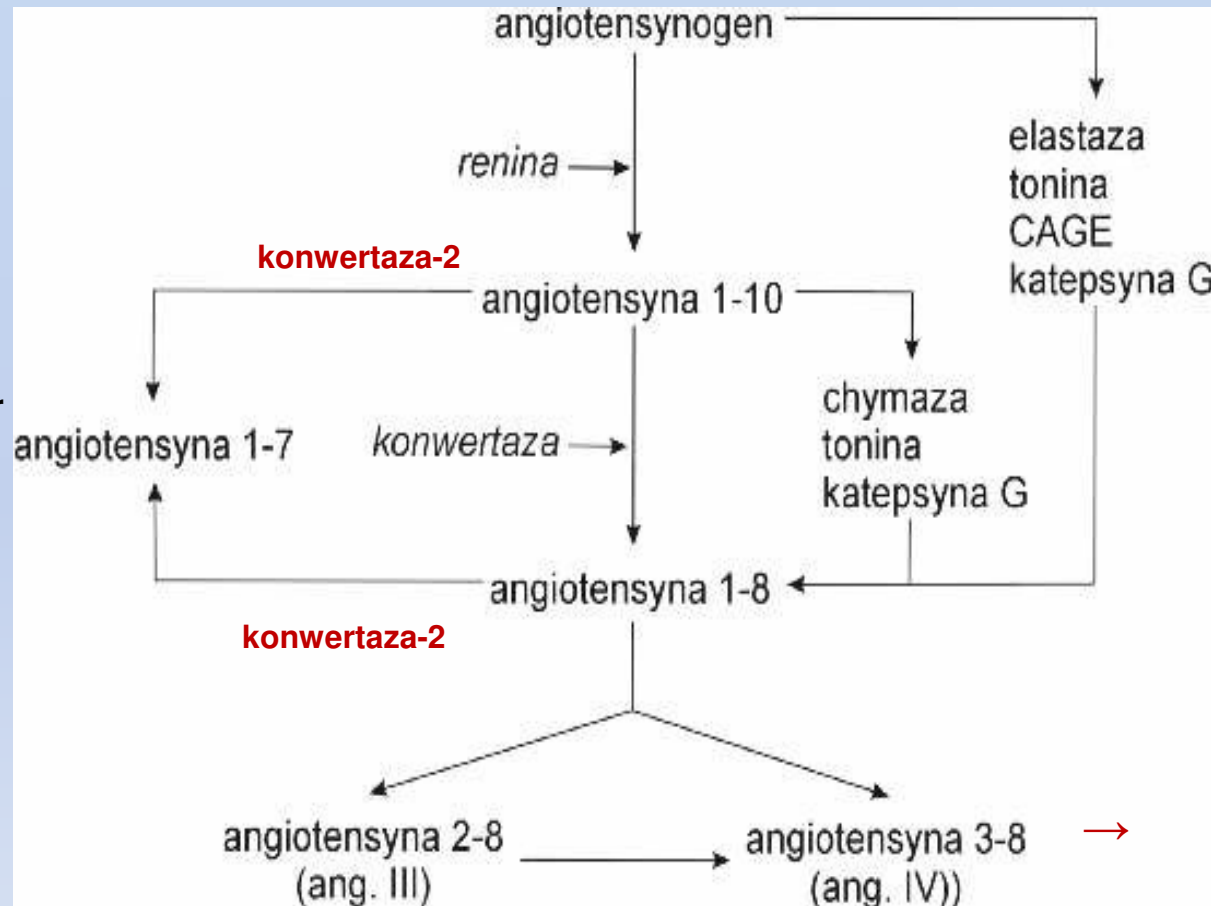 angiotensynogen
elastaza
tonina
CAGE
katepsyna G
renina
konwertaza-2
angiotensyna 1-10
chymaza
tonina
katepsyna G
angiotensyna 1-7
konwertaza
angiotensyna 1-8
konwertaza-2
angiotensyna 2-8
(ang. III)
angiotensyna 3-8 →
(ang. IV))